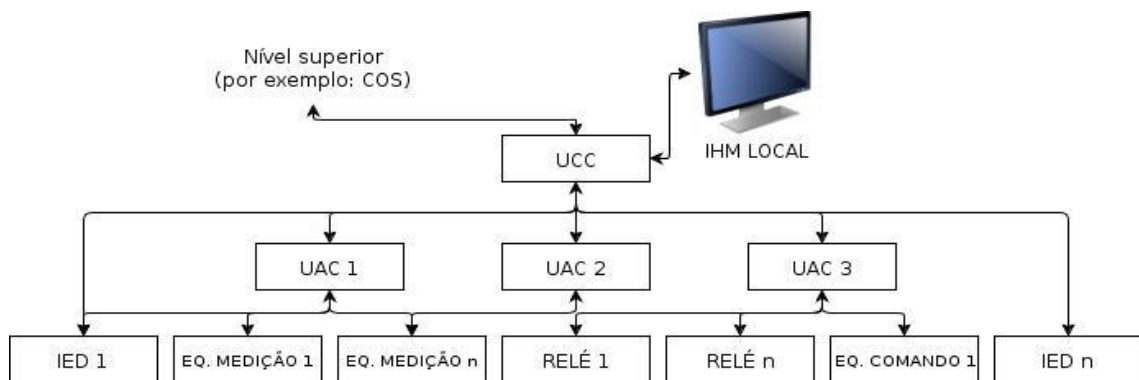 Nível superior
(por exemplo: COS)
IHM LOCAL
UCC
UAC 1
UAC 2
UAC 3
IED 1
EQ. MEDIÇÃO 1
EQ. MEDIÇÃO n
RELÉ 1
RELÉ n
EQ. COMANDO 1
IED n